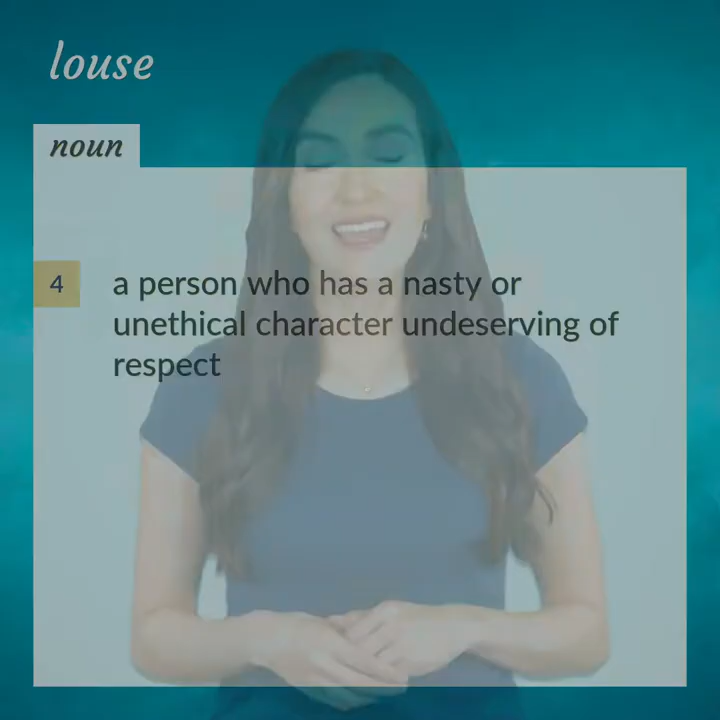 louse
noun
4 a person who has a nasty or
unethical character undeserving of
respect